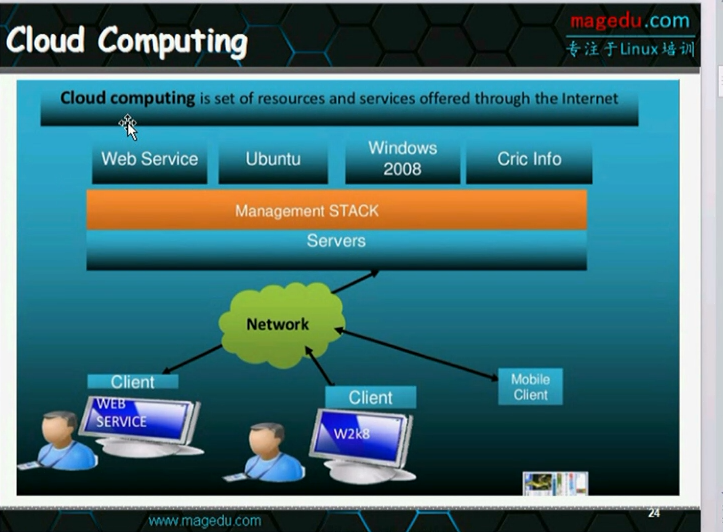 Cloud Computing
magedu.com
专注于Linux培训
Cloud computing is set of resources and services offered through the Internet
Web Service
Ubuntu
Windows
2008
Cric Info
Management STACK
Servers
Network
Client
WEB
SERVICE
Client
W2k8
Mobile
Client
www.magedu.com
24